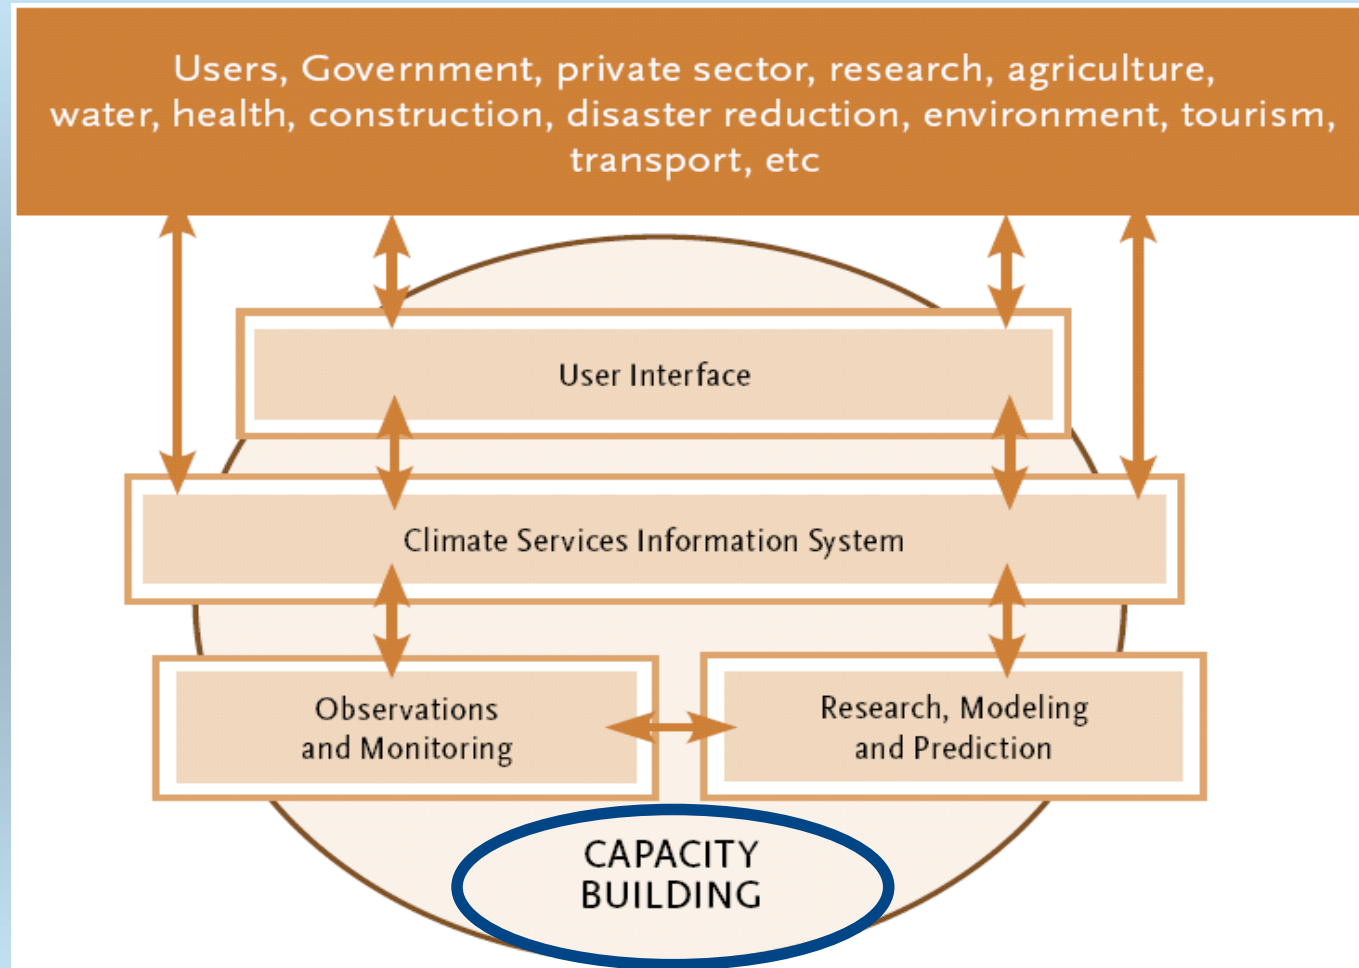 Users, Government, private sector, research, agriculture,
water, health, construction, disaster reduction, environment, tourism,
transport, etc
User Interface
Climate Services Information System
Observations
and Monitoring
Research, Modeling
and Prediction
CAPACITY
BUILDING